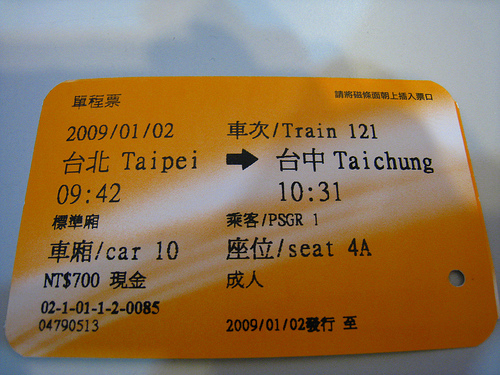 單程票
請將磁條面朝上插入票口
2009/01/02 車次/Train 121
台北 Taipei → 台中 Taichung
09:42 10:31
標準廂 乘客/PSGR 1
車廂/car 10 座位/seat 4A
NT$700 現金 成人
02-1-01-1-2-0085
04790513 2009/01/02發行 至